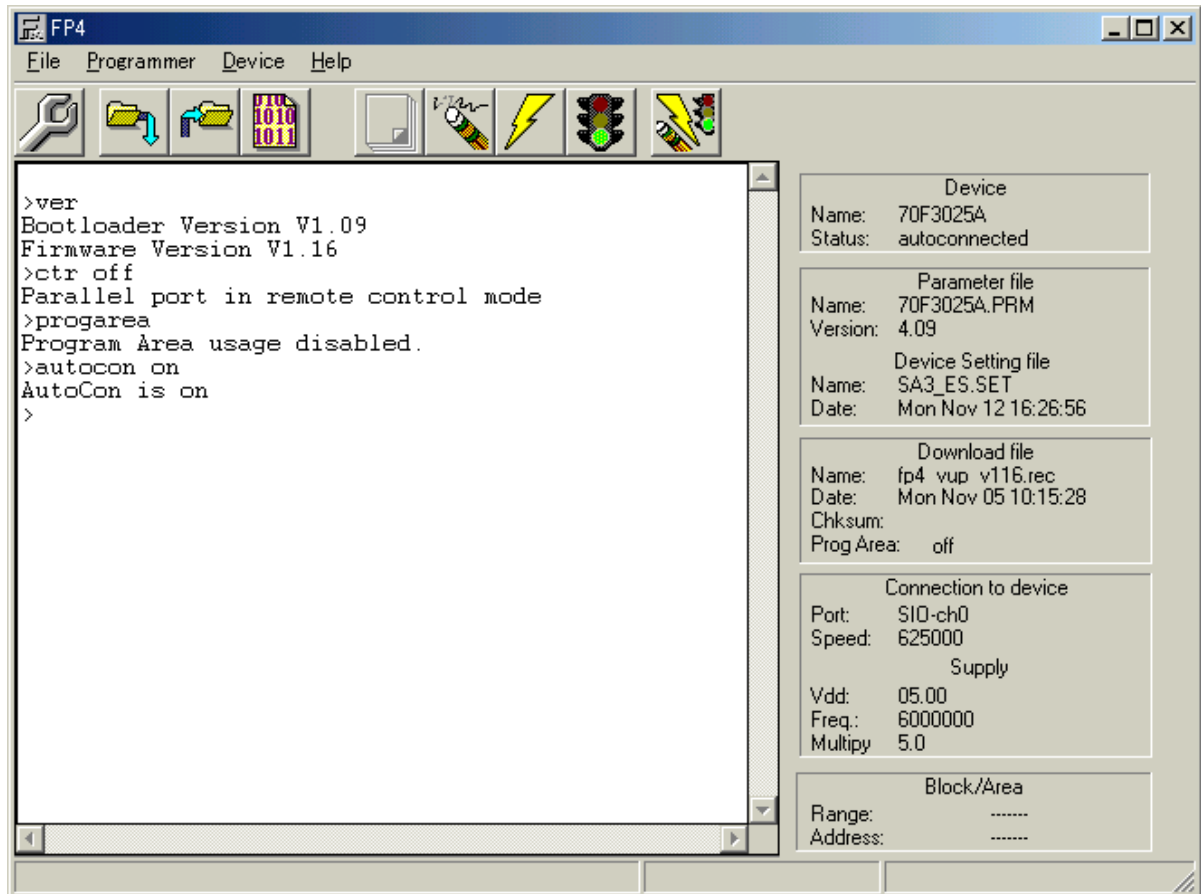 FP4
File Programmer Device Help
010
1010
1011
>ver
Bootloader Version V1.09
Firmware Version V1.16
>ctr off
Parallel port in remote control mode
>progarea
Program Area usage disabled.
>autocon on
AutoCon is on
>
Device
Name: 70F3025A
Status: autoconnected
Parameter file
Name: 70F3025A.PRM
Version: 4.09
Device Setting file
Name: SA3_ES.SET
Date: Mon Nov 12 16:26:56
Download file
Name: fp4_vup_v116.rec
Date: Mon Nov 05 10:15:28
Chksum:
Prog Area: off
Connection to device
Port: SIO-ch0
Speed: 625000
Supply
Vdd: 05.00
Freq.: 6000000
Multipy 5.0
Block/Area
Range: -------
Address: -------